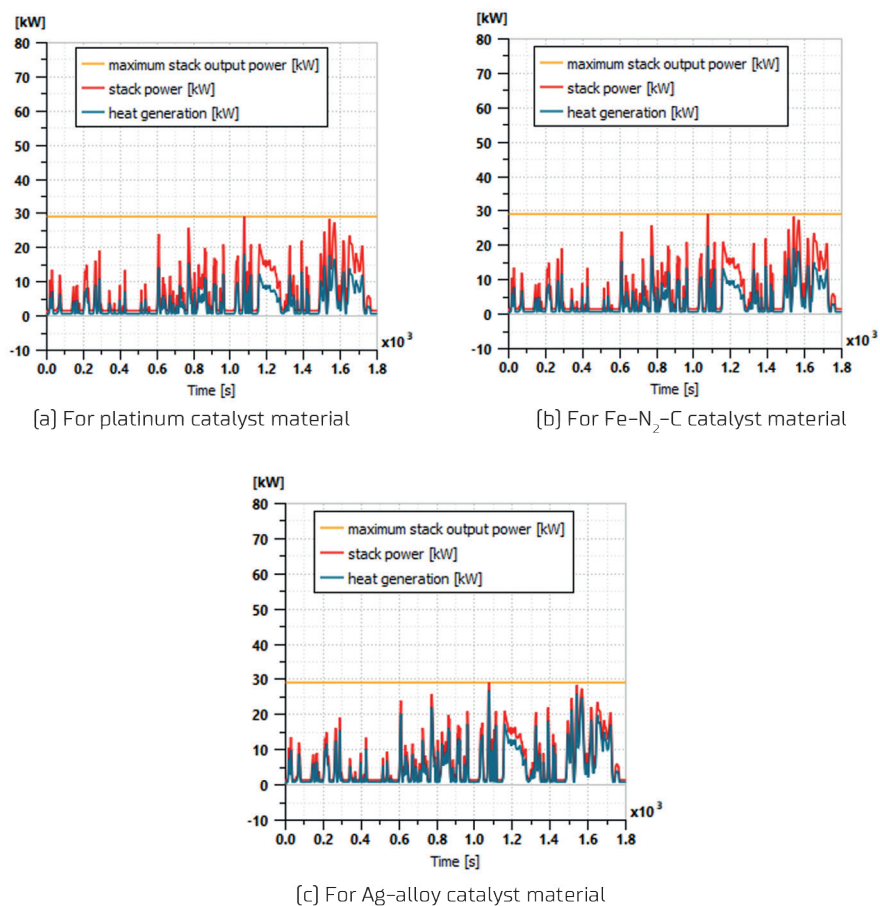 [kW]
80
70
60
50
40
30
20
10
0
-10
maximum stack output power [kW]
stack power [kW]
heat generation [kW]
0.0 0.2 0.4 0.6 0.8 1.0 1.2 1.4 1.6 1.8
x10³
Time [s]
(a) For platinum catalyst material
[kW]
80
70
60
50
40
30
20
10
0
-10
maximum stack output power [kW]
stack power [kW]
heat generation [kW]
0.0 0.2 0.4 0.6 0.8 1.0 1.2 1.4 1.6 1.8
x10³
Time [s]
(b) For Fe–N₂–C catalyst material
[kW]
80
70
60
50
40
30
20
10
0
-10
maximum stack output power [kW]
stack power [kW]
heat generation [kW]
0.0 0.2 0.4 0.6 0.8 1.0 1.2 1.4 1.6 1.8
x10³
Time [s]
(c) For Ag–alloy catalyst material